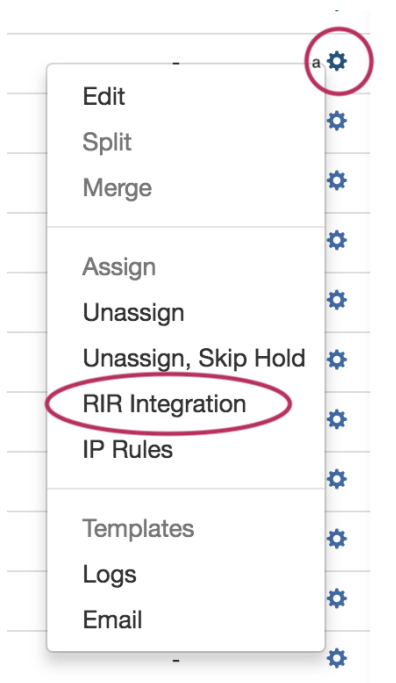 -
a
Edit
Split
Merge
Assign
Unassign
Unassign, Skip Hold
RIR Integration
IP Rules
Templates
Logs
Email
-